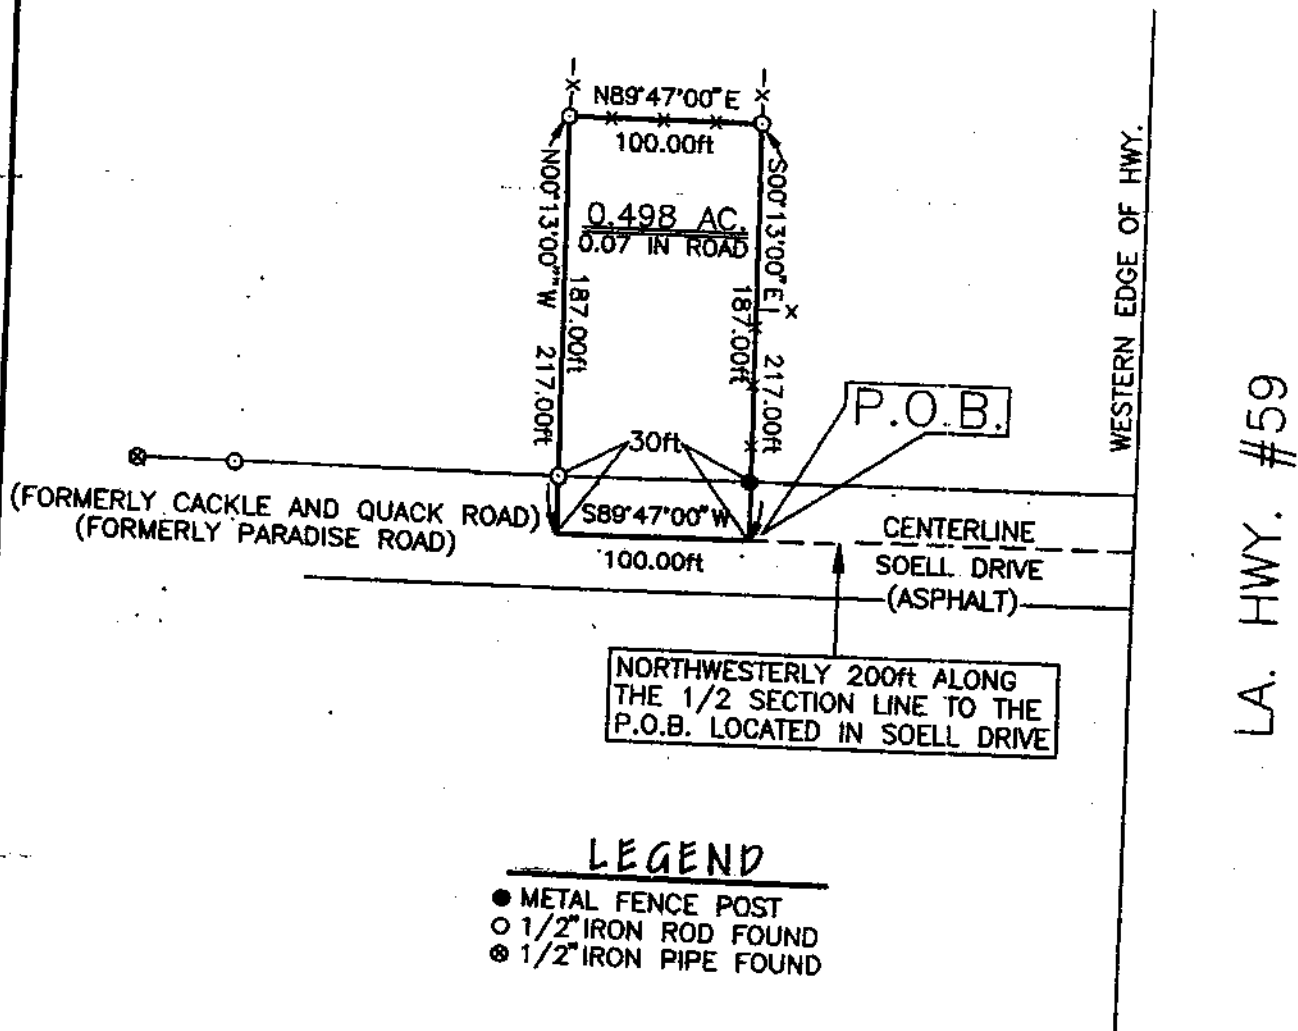 N89°47'00"E
100.00ft
N00°13'00""W
187.00ft
217.00ft
0.498 AC.
0.07 IN ROAD
S00°13'00"E
187.00ft
217.00ft
WESTERN EDGE OF HWY.
LA. HWY. #59
P.O.B.
30ft
(FORMERLY CACKLE AND QUACK ROAD)
(FORMERLY PARADISE ROAD)
S89°47'00"W
100.00ft
CENTERLINE
SOELL DRIVE
(ASPHALT)
NORTHWESTERLY 200ft ALONG
THE 1/2 SECTION LINE TO THE
P.O.B. LOCATED IN SOELL DRIVE
LEGEND
METAL FENCE POST
1/2" IRON ROD FOUND
1/2" IRON PIPE FOUND